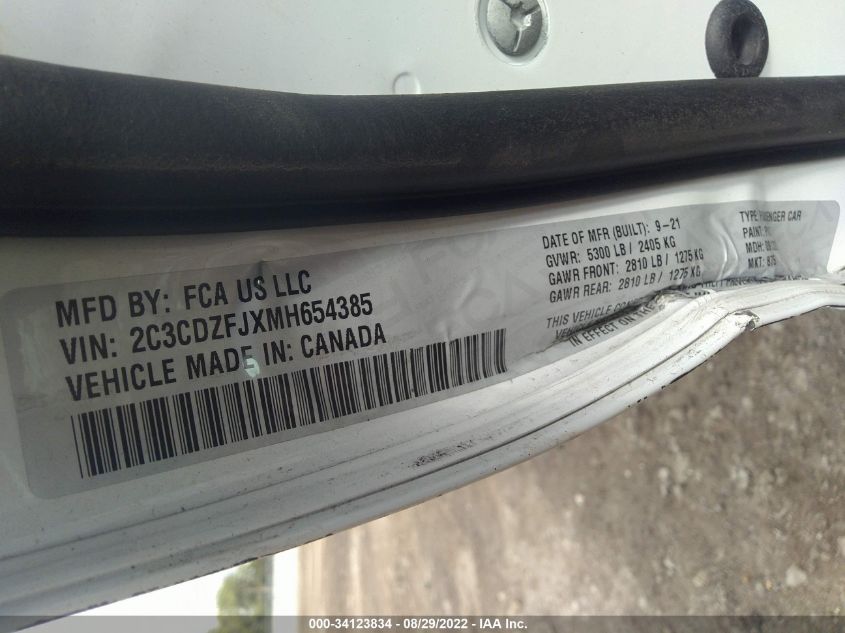 MFD BY: FCA US LLC
VIN: 2C3CDZFJXMH654385
VEHICLE MADE IN: CANADA
DATE OF MFR (BUILT): 9-21
GVWR: 5300 LB / 2405 KG
GAWR FRONT: 2810 LB / 1275 KG
GAWR REAR: 2810 LB / 1275 KG
THIS VEHICLE
IN EFFECT ON THE
TYPE: PASSENGER CAR
PAINT:
MDH:
MKT:
000-34123834 - 08/29/2022 - IAA Inc.